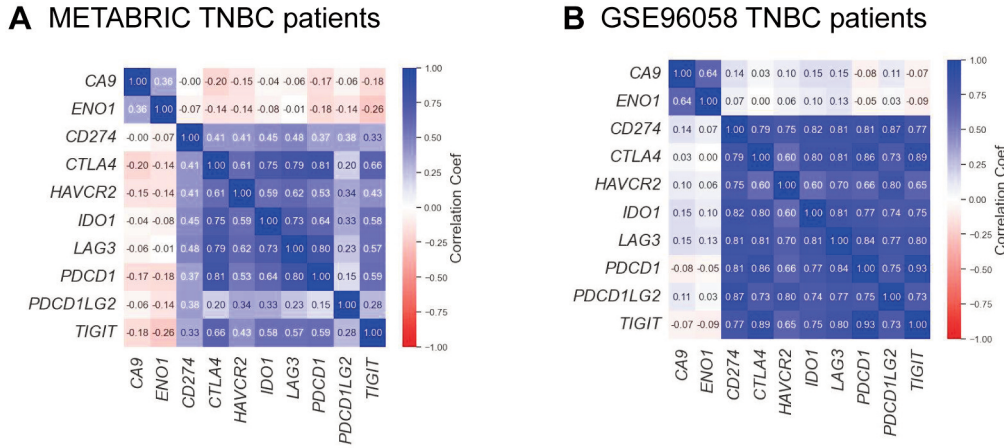 A METABRIC TNBC patients
CA9 1.00 0.36 -0.00 -0.20 -0.15 -0.04 -0.06 -0.17 -0.06 -0.18
ENO1 0.36 1.00 -0.07 -0.14 -0.14 -0.08 -0.01 -0.18 -0.14 -0.26
CD274 -0.00 -0.07 1.00 0.41 0.41 0.45 0.48 0.37 0.38 0.33
CTLA4 -0.20 -0.14 0.41 1.00 0.61 0.75 0.79 0.81 0.20 0.66
HAVCR2 -0.15 -0.14 0.41 0.61 1.00 0.59 0.62 0.53 0.34 0.43
IDO1 -0.04 -0.08 0.45 0.75 0.59 1.00 0.73 0.64 0.33 0.58
LAG3 -0.06 -0.01 0.48 0.79 0.62 0.73 1.00 0.80 0.23 0.57
PDCD1 -0.17 -0.18 0.37 0.81 0.53 0.64 0.80 1.00 0.15 0.59
PDCD1LG2 -0.06 -0.14 0.38 0.20 0.34 0.33 0.23 0.15 1.00 0.28
TIGIT -0.18 -0.26 0.33 0.66 0.43 0.58 0.57 0.59 0.28 1.00
CA9 ENO1 CD274 CTLA4 HAVCR2 IDO1 LAG3 PDCD1 PDCD1LG2 TIGIT
1.00
0.75
0.50
0.25
0.00
-0.25
-0.50
-0.75
-1.00
Correlation Coef
B GSE96058 TNBC patients
CA9 1.00 0.64 0.14 0.03 0.10 0.15 0.15 -0.08 0.11 -0.07
ENO1 0.64 1.00 0.07 0.00 0.06 0.10 0.13 -0.05 0.03 -0.09
CD274 0.14 0.07 1.00 0.79 0.75 0.82 0.81 0.81 0.87 0.77
CTLA4 0.03 0.00 0.79 1.00 0.60 0.80 0.81 0.86 0.73 0.89
HAVCR2 0.10 0.06 0.75 0.60 1.00 0.60 0.70 0.66 0.80 0.65
IDO1 0.15 0.10 0.82 0.80 0.60 1.00 0.81 0.77 0.74 0.75
LAG3 0.15 0.13 0.81 0.81 0.70 0.81 1.00 0.84 0.77 0.80
PDCD1 -0.08 -0.05 0.81 0.86 0.66 0.77 0.84 1.00 0.75 0.93
PDCD1LG2 0.11 0.03 0.87 0.73 0.80 0.74 0.77 0.75 1.00 0.73
TIGIT -0.07 -0.09 0.77 0.89 0.65 0.75 0.80 0.93 0.73 1.00
CA9 ENO1 CD274 CTLA4 HAVCR2 IDO1 LAG3 PDCD1 PDCD1LG2 TIGIT
1.00
0.75
0.50
0.25
0.00
-0.25
-0.50
-0.75
-1.00
Correlation Coef